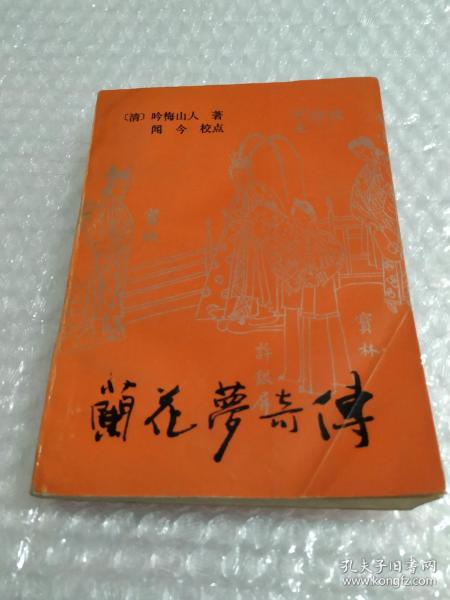 〔清〕吟梅山人 著
闻今 校点
寳林
許銀屏
蘭花夢奇傳
孔夫子旧书网
www.kongfz.com